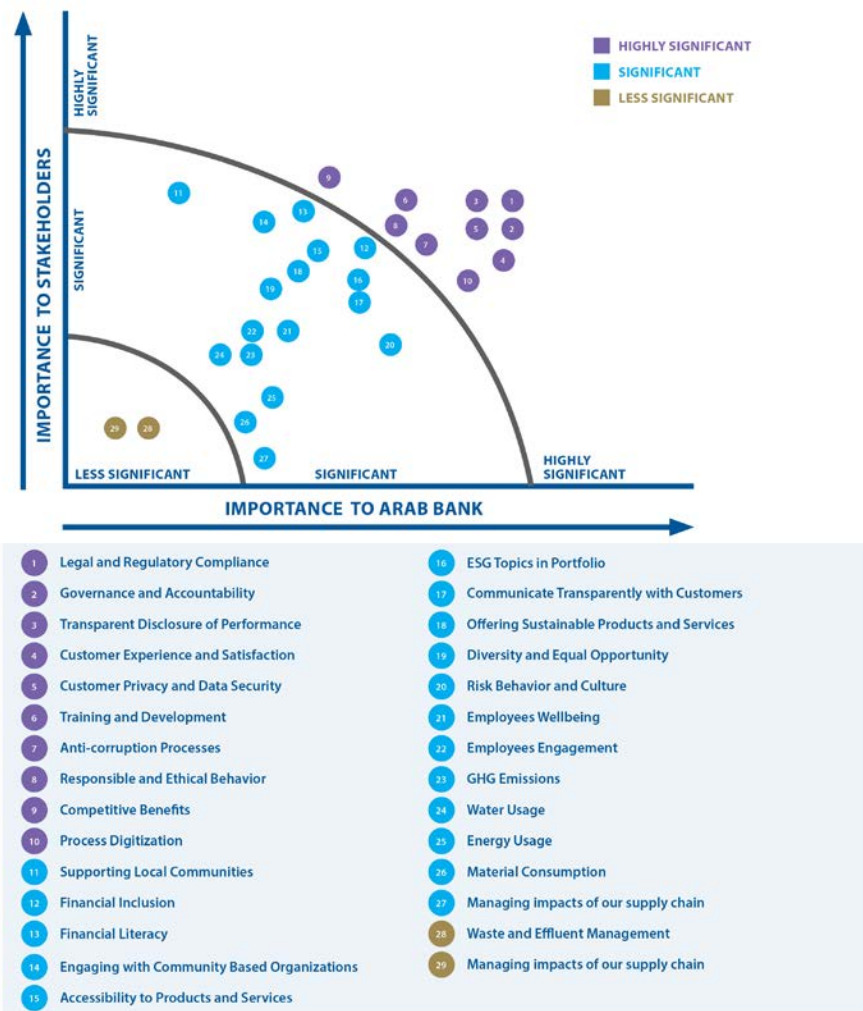 HIGHLY SIGNIFICANT
SIGNIFICANT
LESS SIGNIFICANT
IMPORTANCE TO STAKEHOLDERS
HIGHLY
SIGNIFICANT
SIGNIFICANT
9
11
6
3
1
13
14
8
5
2
7
12
15
4
18
16
10
19
17
22
21
20
24
23
25
26
29
28
27
LESS SIGNIFICANT
SIGNIFICANT
HIGHLY
SIGNIFICANT
IMPORTANCE TO ARAB BANK
1 Legal and Regulatory Compliance
2 Governance and Accountability
3 Transparent Disclosure of Performance
4 Customer Experience and Satisfaction
5 Customer Privacy and Data Security
6 Training and Development
7 Anti-corruption Processes
8 Responsible and Ethical Behavior
9 Competitive Benefits
10 Process Digitization
11 Supporting Local Communities
12 Financial Inclusion
13 Financial Literacy
14 Engaging with Community Based Organizations
15 Accessibility to Products and Services
16 ESG Topics in Portfolio
17 Communicate Transparently with Customers
18 Offering Sustainable Products and Services
19 Diversity and Equal Opportunity
20 Risk Behavior and Culture
21 Employees Wellbeing
22 Employees Engagement
23 GHG Emissions
24 Water Usage
25 Energy Usage
26 Material Consumption
27 Managing impacts of our supply chain
28 Waste and Effluent Management
29 Managing impacts of our supply chain